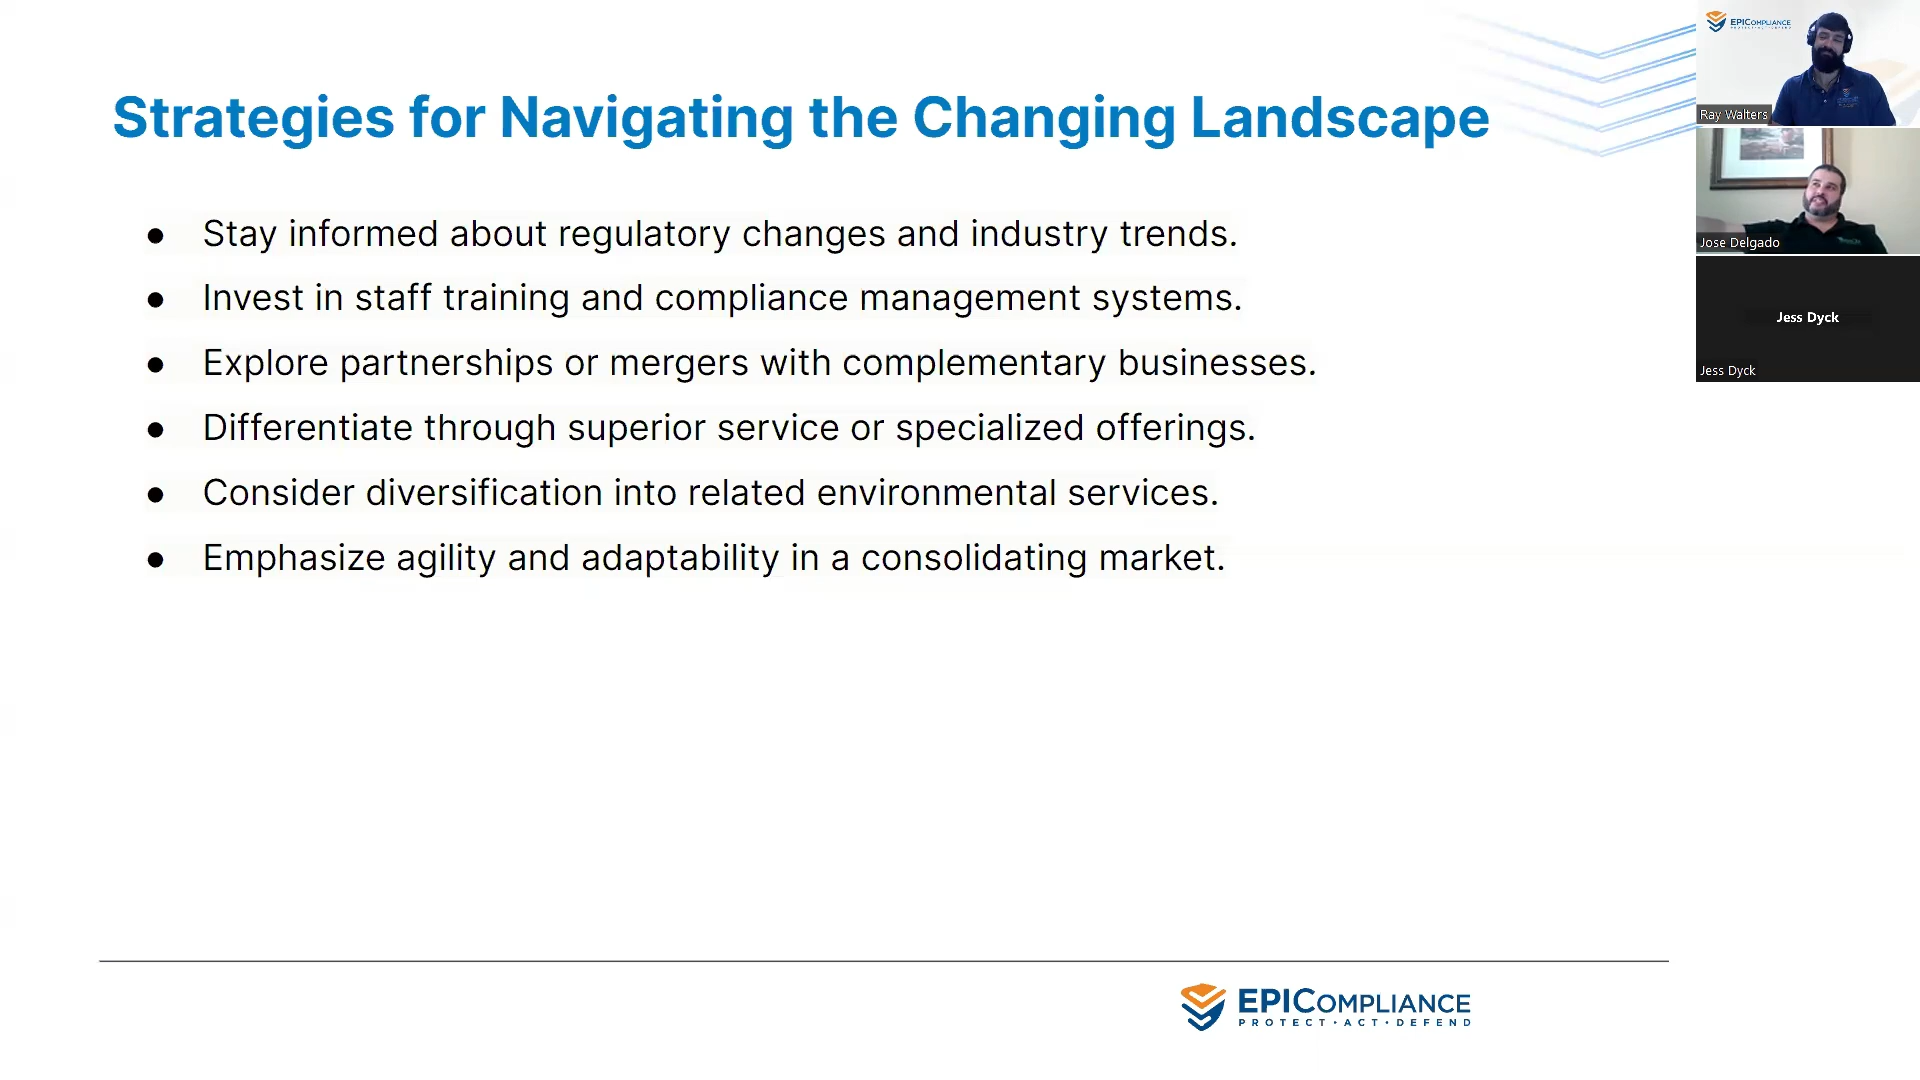 Strategies for Navigating the Changing Landscape
● Stay informed about regulatory changes and industry trends.
● Invest in staff training and compliance management systems.
● Explore partnerships or mergers with complementary businesses.
● Differentiate through superior service or specialized offerings.
● Consider diversification into related environmental services.
● Emphasize agility and adaptability in a consolidating market.
EPICOMPLIANCE
PROTECT • ACT • DEFEND
EPICOMPLIANCE
PROTECT • ACT • DEFEND
Ray Walters
Jose Delgado
Jess Dyck
Jess Dyck